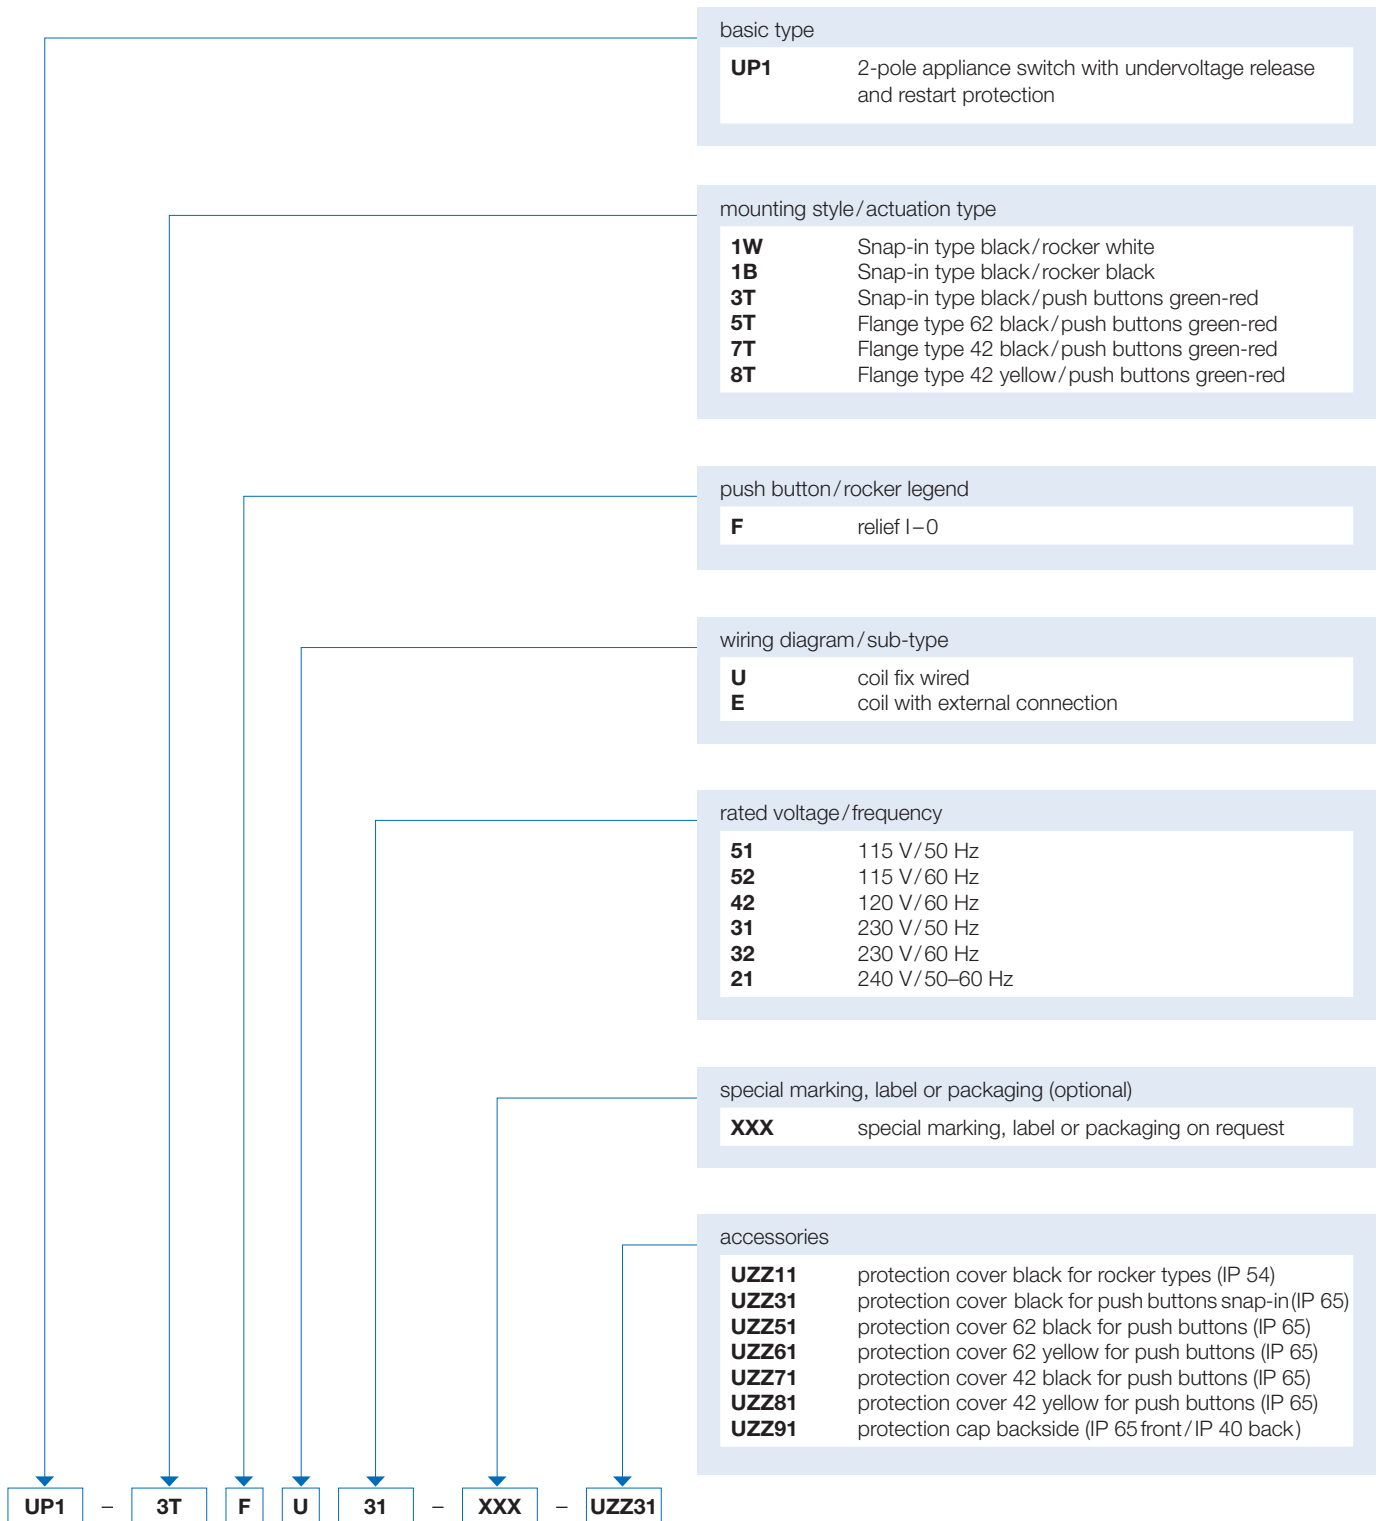 basic type
UP1 2-pole appliance switch with undervoltage release
and restart protection
mounting style/actuation type
1W Snap-in type black/rocker white
1B Snap-in type black/rocker black
3T Snap-in type black/push buttons green-red
5T Flange type 62 black/push buttons green-red
7T Flange type 42 black/push buttons green-red
8T Flange type 42 yellow/push buttons green-red
push button/rocker legend
F relief I–0
wiring diagram/sub-type
U coil fix wired
E coil with external connection
rated voltage/frequency
51 115 V/50 Hz
52 115 V/60 Hz
42 120 V/60 Hz
31 230 V/50 Hz
32 230 V/60 Hz
21 240 V/50–60 Hz
special marking, label or packaging (optional)
XXX special marking, label or packaging on request
accessories
UZZ11 protection cover black for rocker types (IP 54)
UZZ31 protection cover black for push buttons snap-in (IP 65)
UZZ51 protection cover 62 black for push buttons (IP 65)
UZZ61 protection cover 62 yellow for push buttons (IP 65)
UZZ71 protection cover 42 black for push buttons (IP 65)
UZZ81 protection cover 42 yellow for push buttons (IP 65)
UZZ91 protection cap backside (IP 65 front/IP 40 back)
UP1 – 3T F U 31 – XXX – UZZ31